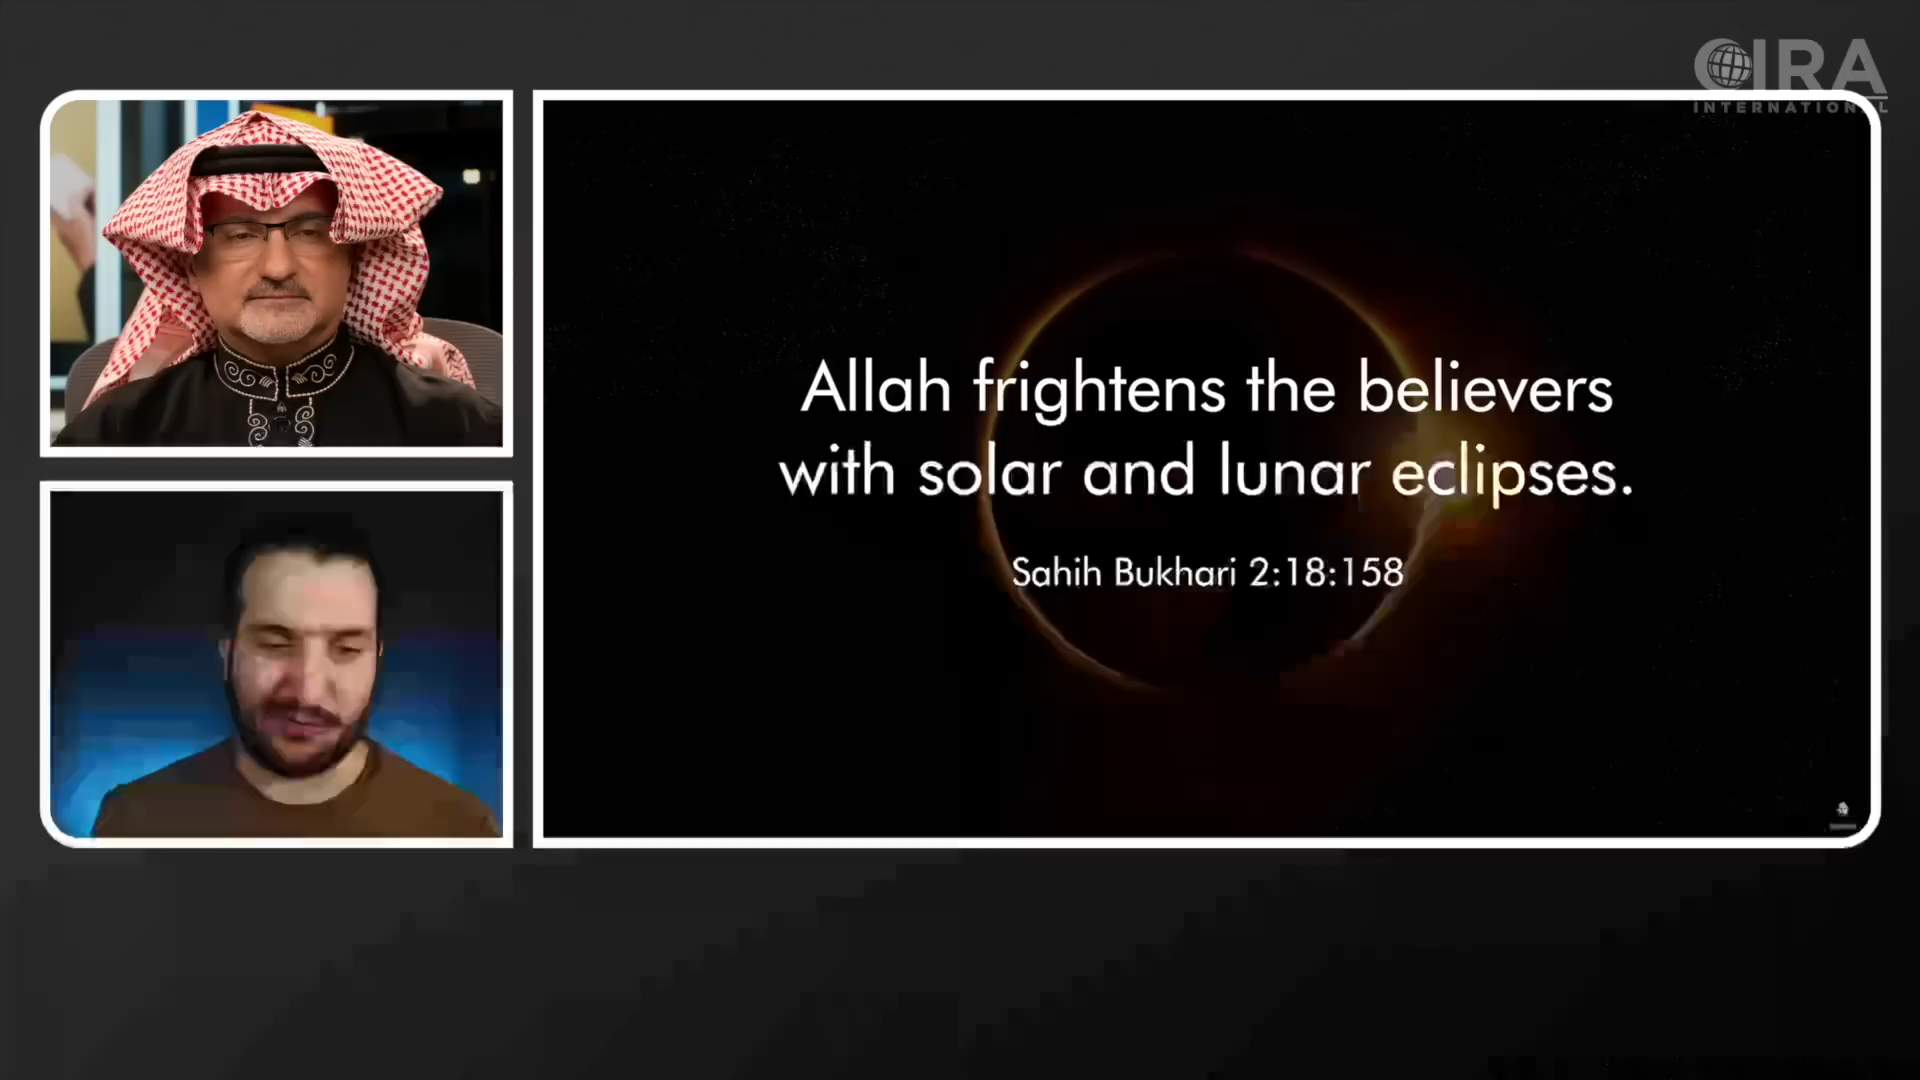 CIRA
INTERNATIONAL
Allah frightens the believers
with solar and lunar eclipses.
Sahih Bukhari 2:18:158